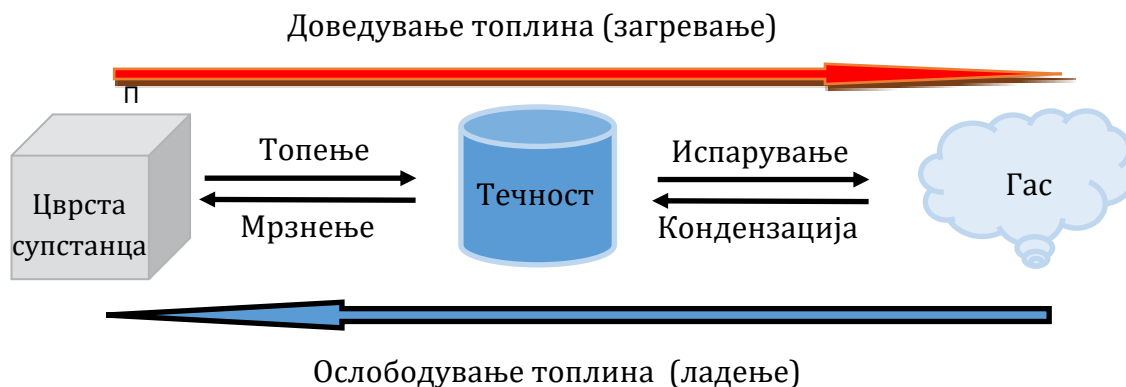 Доведување топлина (загревање)
П
Топење
Испарување
Цврста
супстанца
Течност
Гас
Мрзнење
Кондензација
Ослободување топлина (ладење)